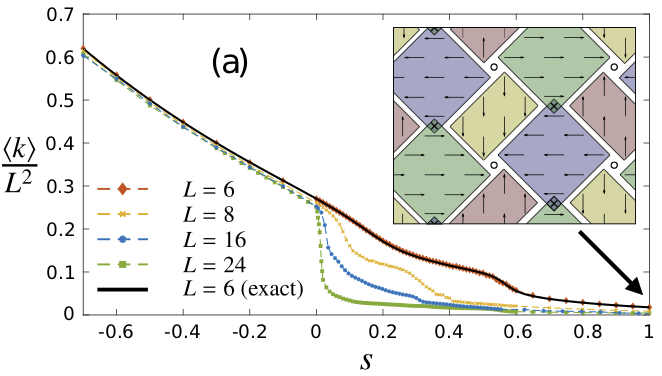 (a)
⟨k⟩
L²
0.7
0.6
0.5
0.4
0.3
0.2
0.1
0
L = 6
L = 8
L = 16
L = 24
L = 6 (exact)
-0.6 -0.4 -0.2 0 0.2 0.4 0.6 0.8 1
s